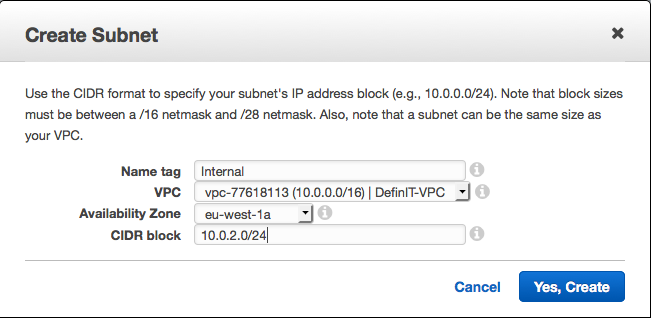 Create Subnet
Use the CIDR format to specify your subnet's IP address block (e.g., 10.0.0.0/24). Note that block sizes
must be between a /16 netmask and /28 netmask. Also, note that a subnet can be the same size as
your VPC.
Name tag Internal
VPC vpc-77618113 (10.0.0.0/16) | DefinIT-VPC
Availability Zone eu-west-1a
CIDR block 10.0.2.0/24
Cancel Yes, Create